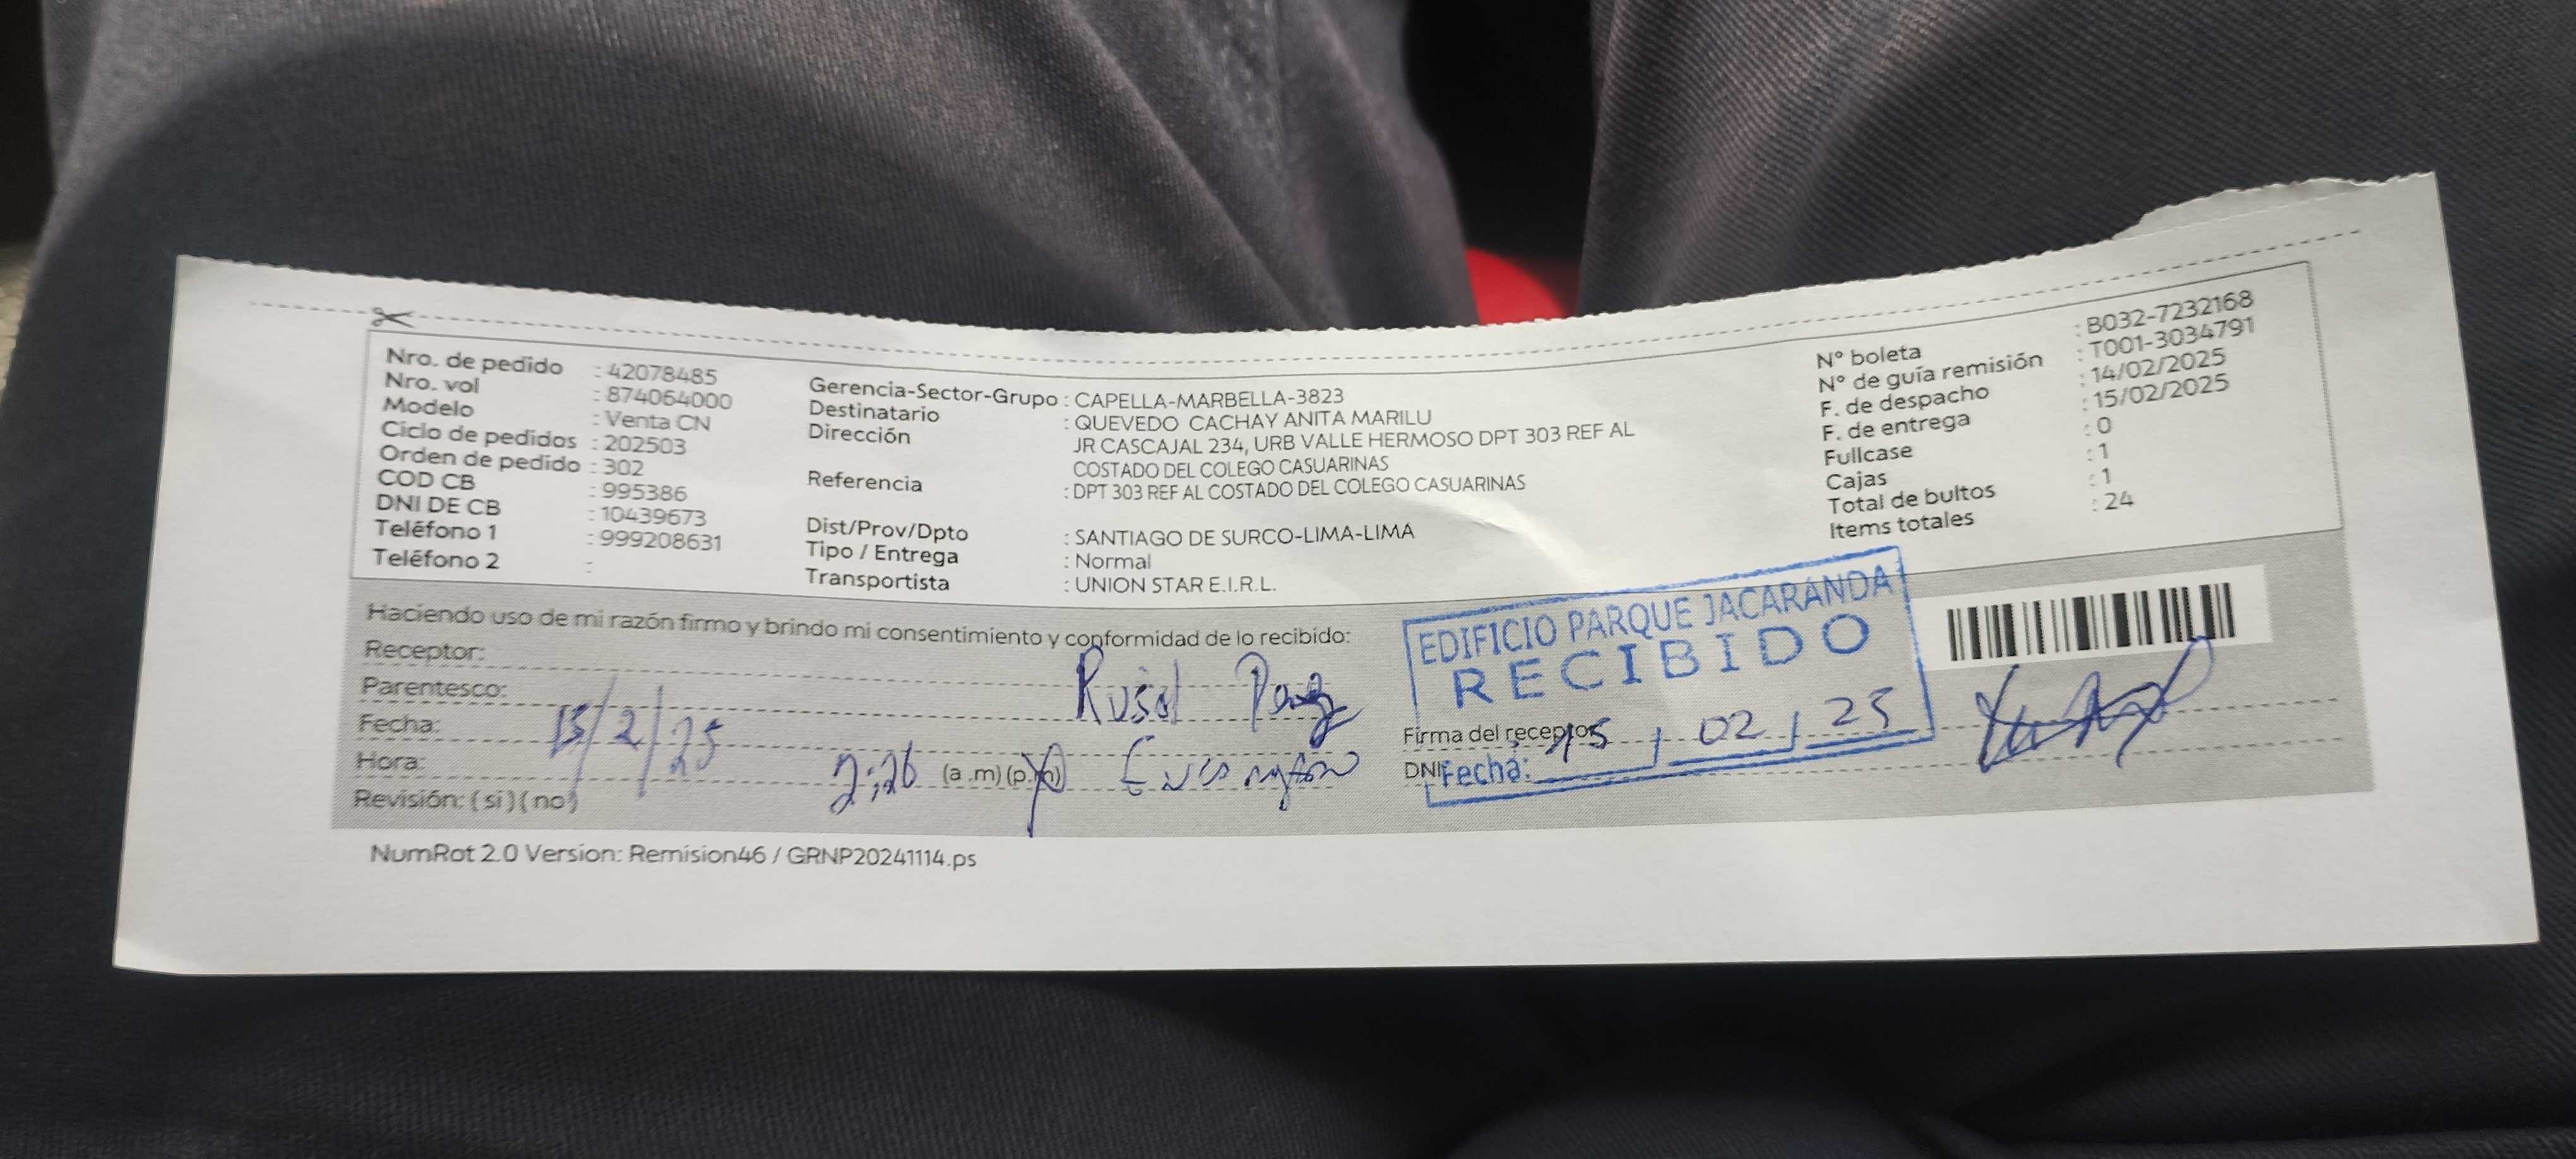 Nro. de pedido : 42078485
Nro. vol : 874064000
Modelo : Venta CN
Ciclo de pedidos : 202503
Orden de pedido : 302
COD CB : 995386
DNI DE CB : 10439673
Teléfono 1 : 999208631
Teléfono 2 :
Gerencia-Sector-Grupo : CAPELLA-MARBELLA-3823
Destinatario : QUEVEDO CACHAY ANITA MARILU
Dirección JR CASCAJAL 234, URB VALLE HERMOSO DPT 303 REF AL
COSTADO DEL COLEGO CASUARINAS
Referencia : DPT 303 REF AL COSTADO DEL COLEGO CASUARINAS
Dist/Prov/Dpto : SANTIAGO DE SURCO-LIMA-LIMA
Tipo / Entrega : Normal
Transportista : UNION STAR E.I.R.L.
N° boleta : B032-7232168
N° de guía remisión : T001-3034791
F. de despacho : 14/02/2025
F. de entrega : 15/02/2025
Fullcase : 0
Cajas : 1
Total de bultos : 1
Items totales : 24
Haciendo uso de mi razón firmo y brindo mi consentimiento y conformidad de lo recibido:
Receptor:
Parentesco:
Fecha: 15/2/25
Hora: 2:26 (a.m) (p.m)
Revisión: ( si ) ( no )
EDIFICIO PARQUE JACARANDA
RECIBIDO
Firma del receptor
DNI
Fecha: 15 / 02 / 25
NumRot 2.0 Version: Remision46 / GRNP20241114.ps